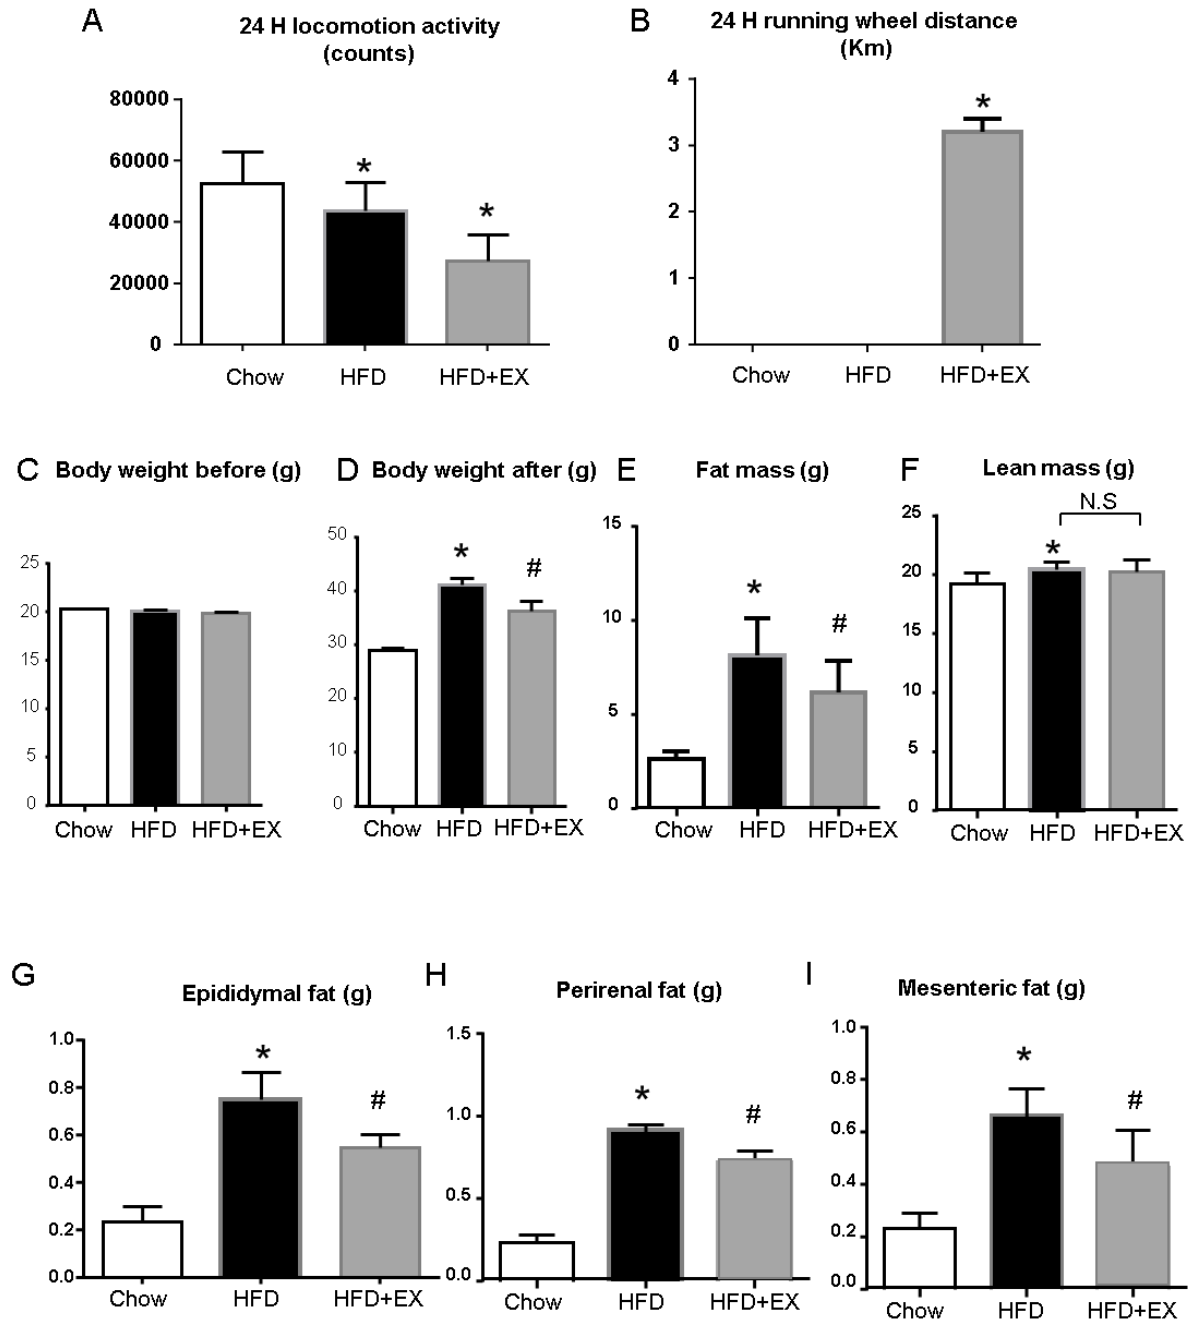 A
24 H locomotion activity
(counts)
80000
60000
40000
20000
0
*
*
Chow HFD HFD+EX
B
24 H running wheel distance
(Km)
4
3
2
1
0
*
Chow HFD HFD+EX
C Body weight before (g)
25
20
15
10
5
0
Chow HFD HFD+EX
D Body weight after (g)
50
40
30
20
10
0
*
#
Chow HFD HFD+EX
E Fat mass (g)
15
10
5
0
*
#
Chow HFD HFD+EX
F Lean mass (g)
N.S
25
20
15
10
5
0
*
Chow HFD HFD+EX
G
Epididymal fat (g)
1.0
0.8
0.6
0.4
0.2
0.0
*
#
Chow HFD HFD+EX
H
Perirenal fat (g)
1.5
1.0
0.5
0.0
*
#
Chow HFD HFD+EX
I
Mesenteric fat (g)
1.0
0.8
0.6
0.4
0.2
0.0
*
#
Chow HFD HFD+EX